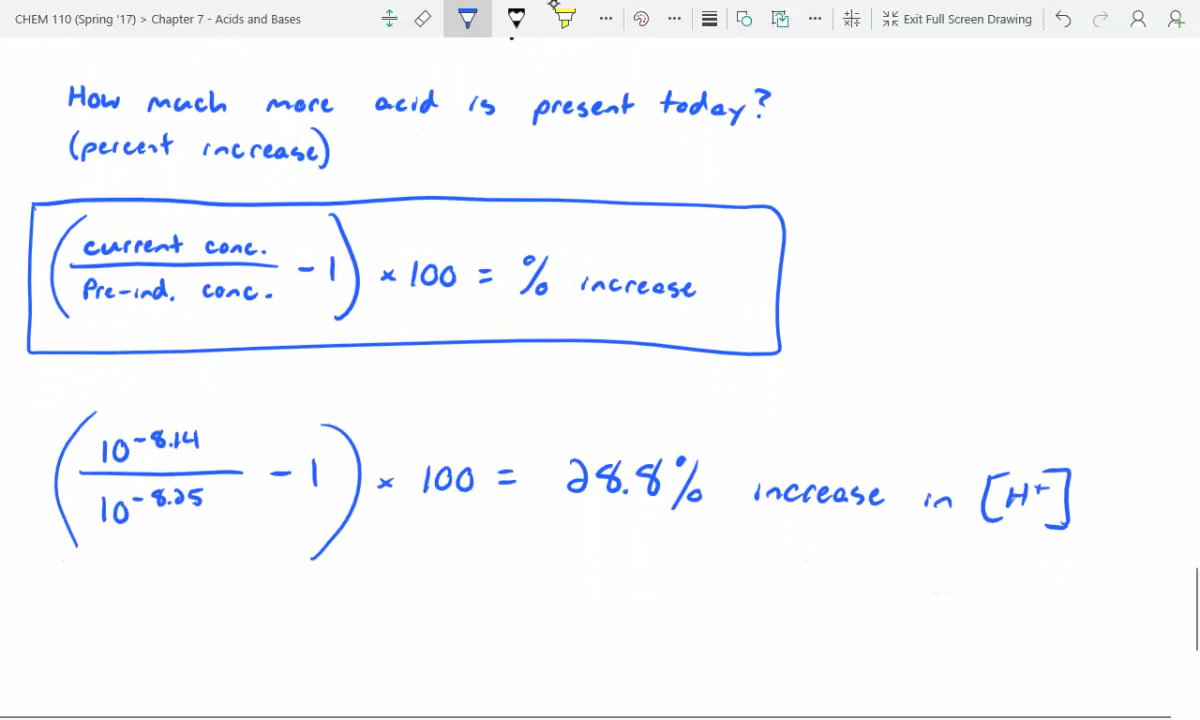 CHEM 110 (Spring '17) > Chapter 7 - Acids and Bases
Exit Full Screen Drawing
How much more acid is present today?
(percent increase)
(current conc. / Pre-ind. conc. - 1) × 100 = % increase
(10^-8.14 / 10^-8.25 - 1) × 100 = 28.8% increase in [H+]